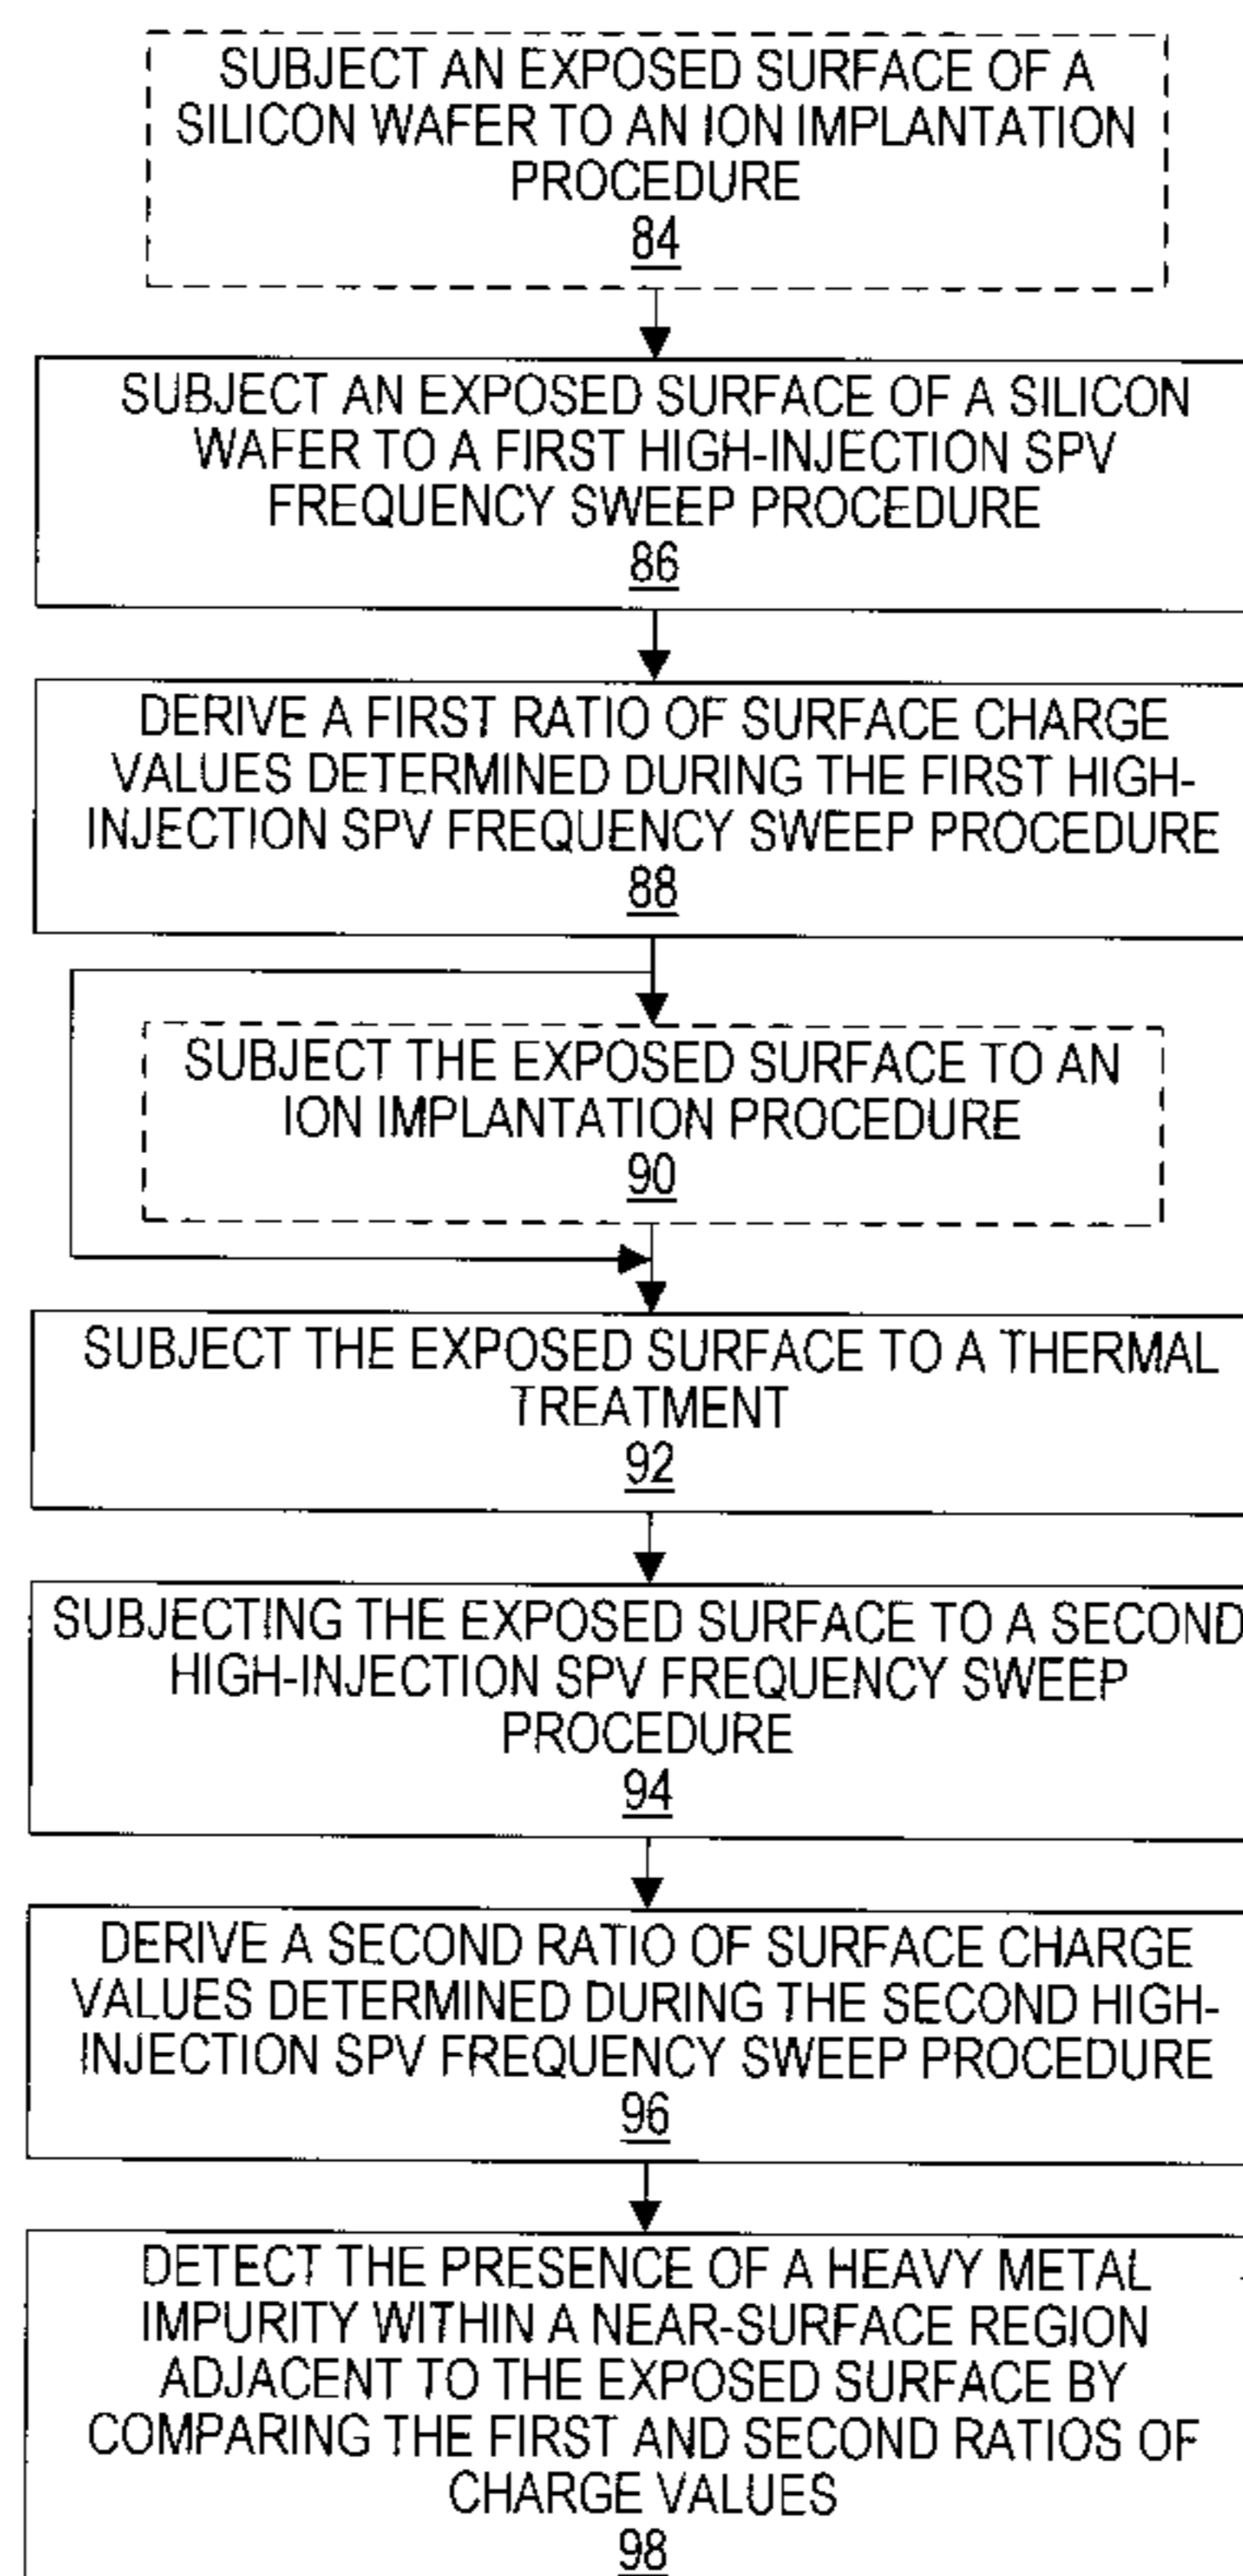 SUBJECT AN EXPOSED SURFACE OF A
SILICON WAFER TO AN ION IMPLANTATION
PROCEDURE
84
SUBJECT AN EXPOSED SURFACE OF A SILICON
WAFER TO A FIRST HIGH-INJECTION SPV
FREQUENCY SWEEP PROCEDURE
86
DERIVE A FIRST RATIO OF SURFACE CHARGE
VALUES DETERMINED DURING THE FIRST HIGH-
INJECTION SPV FREQUENCY SWEEP PROCEDURE
88
SUBJECT THE EXPOSED SURFACE TO AN
ION IMPLANTATION PROCEDURE
90
SUBJECT THE EXPOSED SURFACE TO A THERMAL
TREATMENT
92
SUBJECTING THE EXPOSED SURFACE TO A SECOND
HIGH-INJECTION SPV FREQUENCY SWEEP
PROCEDURE
94
DERIVE A SECOND RATIO OF SURFACE CHARGE
VALUES DETERMINED DURING THE SECOND HIGH-
INJECTION SPV FREQUENCY SWEEP PROCEDURE
96
DETECT THE PRESENCE OF A HEAVY METAL
IMPURITY WITHIN A NEAR-SURFACE REGION
ADJACENT TO THE EXPOSED SURFACE BY
COMPARING THE FIRST AND SECOND RATIOS OF
CHARGE VALUES
98